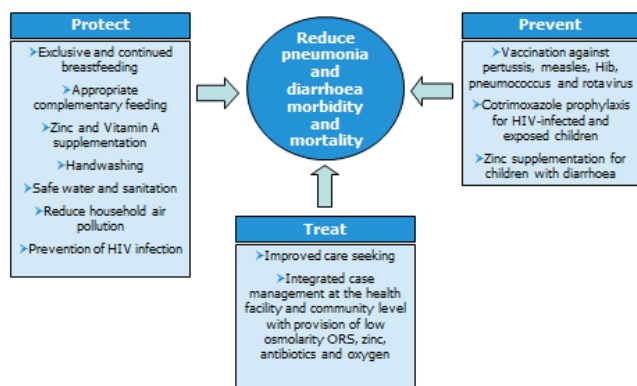 Protect
➤Exclusive and continued
breastfeeding
➤Appropriate
complementary feeding
➤Zinc and Vitamin A
supplementation
➤Handwashing
➤Safe water and sanitation
➤Reduce household air
pollution
➤Prevention of HIV infection
Reduce
pneumonia
and
diarrhoea
morbidity
and
mortality
Prevent
➤Vaccination against
pertussis, measles, Hib,
pneumococcus and rotavirus
➤Cotrimoxazole prophylaxis
for HIV-infected and
exposed children
➤Zinc supplementation for
children with diarrhoea
Treat
➤Improved care seeking
➤Integrated case
management at the health
facility and community level
with provision of low
osmolarity ORS, zinc,
antibiotics and oxygen